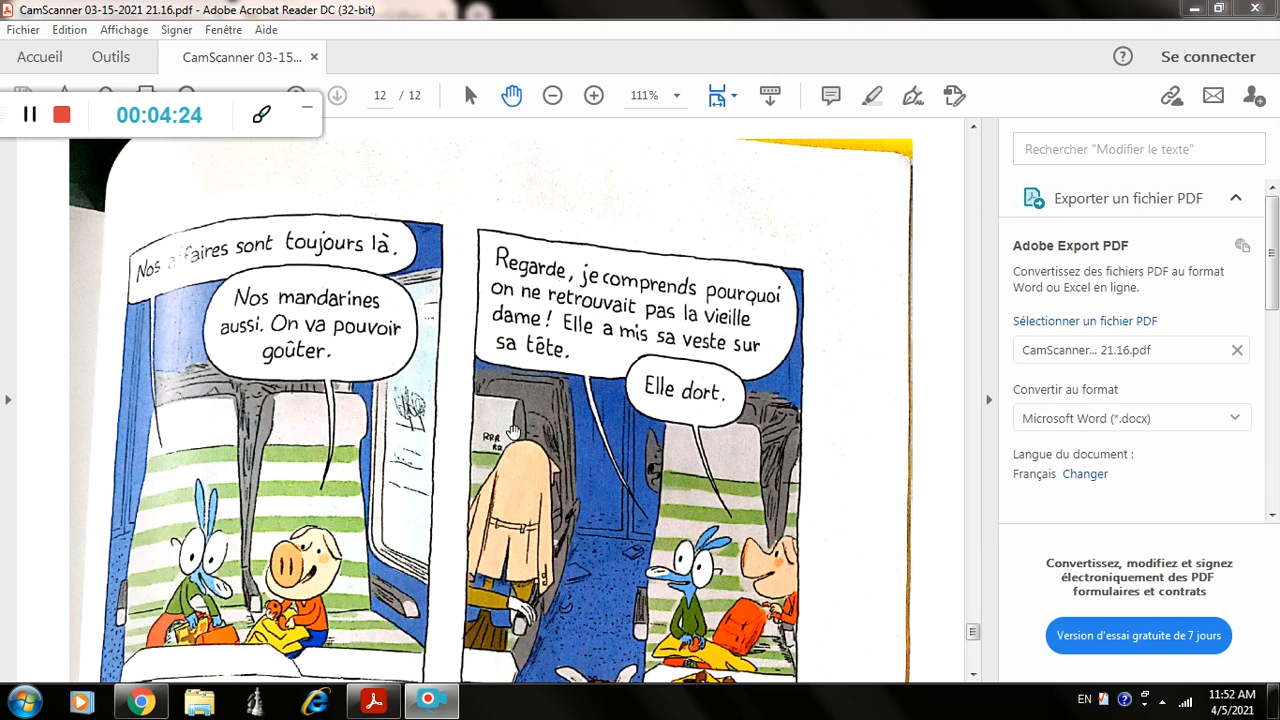 CamScanner 03-15-2021 21.16.pdf - Adobe Acrobat Reader DC (32-bit)
Fichier Edition Affichage Signer Fenêtre Aide
Accueil Outils CamScanner 03-15... × Se connecter
00:04:24
12 / 12
111%
Nos affaires sont toujours là.
Nos mandarines
aussi. On va pouvoir
goûter.
Regarde, je comprends pourquoi
on ne retrouvait pas la vieille
dame! Elle a mis sa veste sur
sa tête.
Elle dort.
RRR
RR
Rechercher "Modifier le texte"
Exporter un fichier PDF
Adobe Export PDF
Convertissez des fichiers PDF au format
Word ou Excel en ligne.
Sélectionner un fichier PDF
CamScanner... 21.16.pdf
Convertir au format
Microsoft Word (*.docx)
Langue du document :
Français Changer
Convertissez, modifiez et signez
électroniquement des PDF
formulaires et contrats
Version d'essai gratuite de 7 jours
EN
11:52 AM
4/5/2021